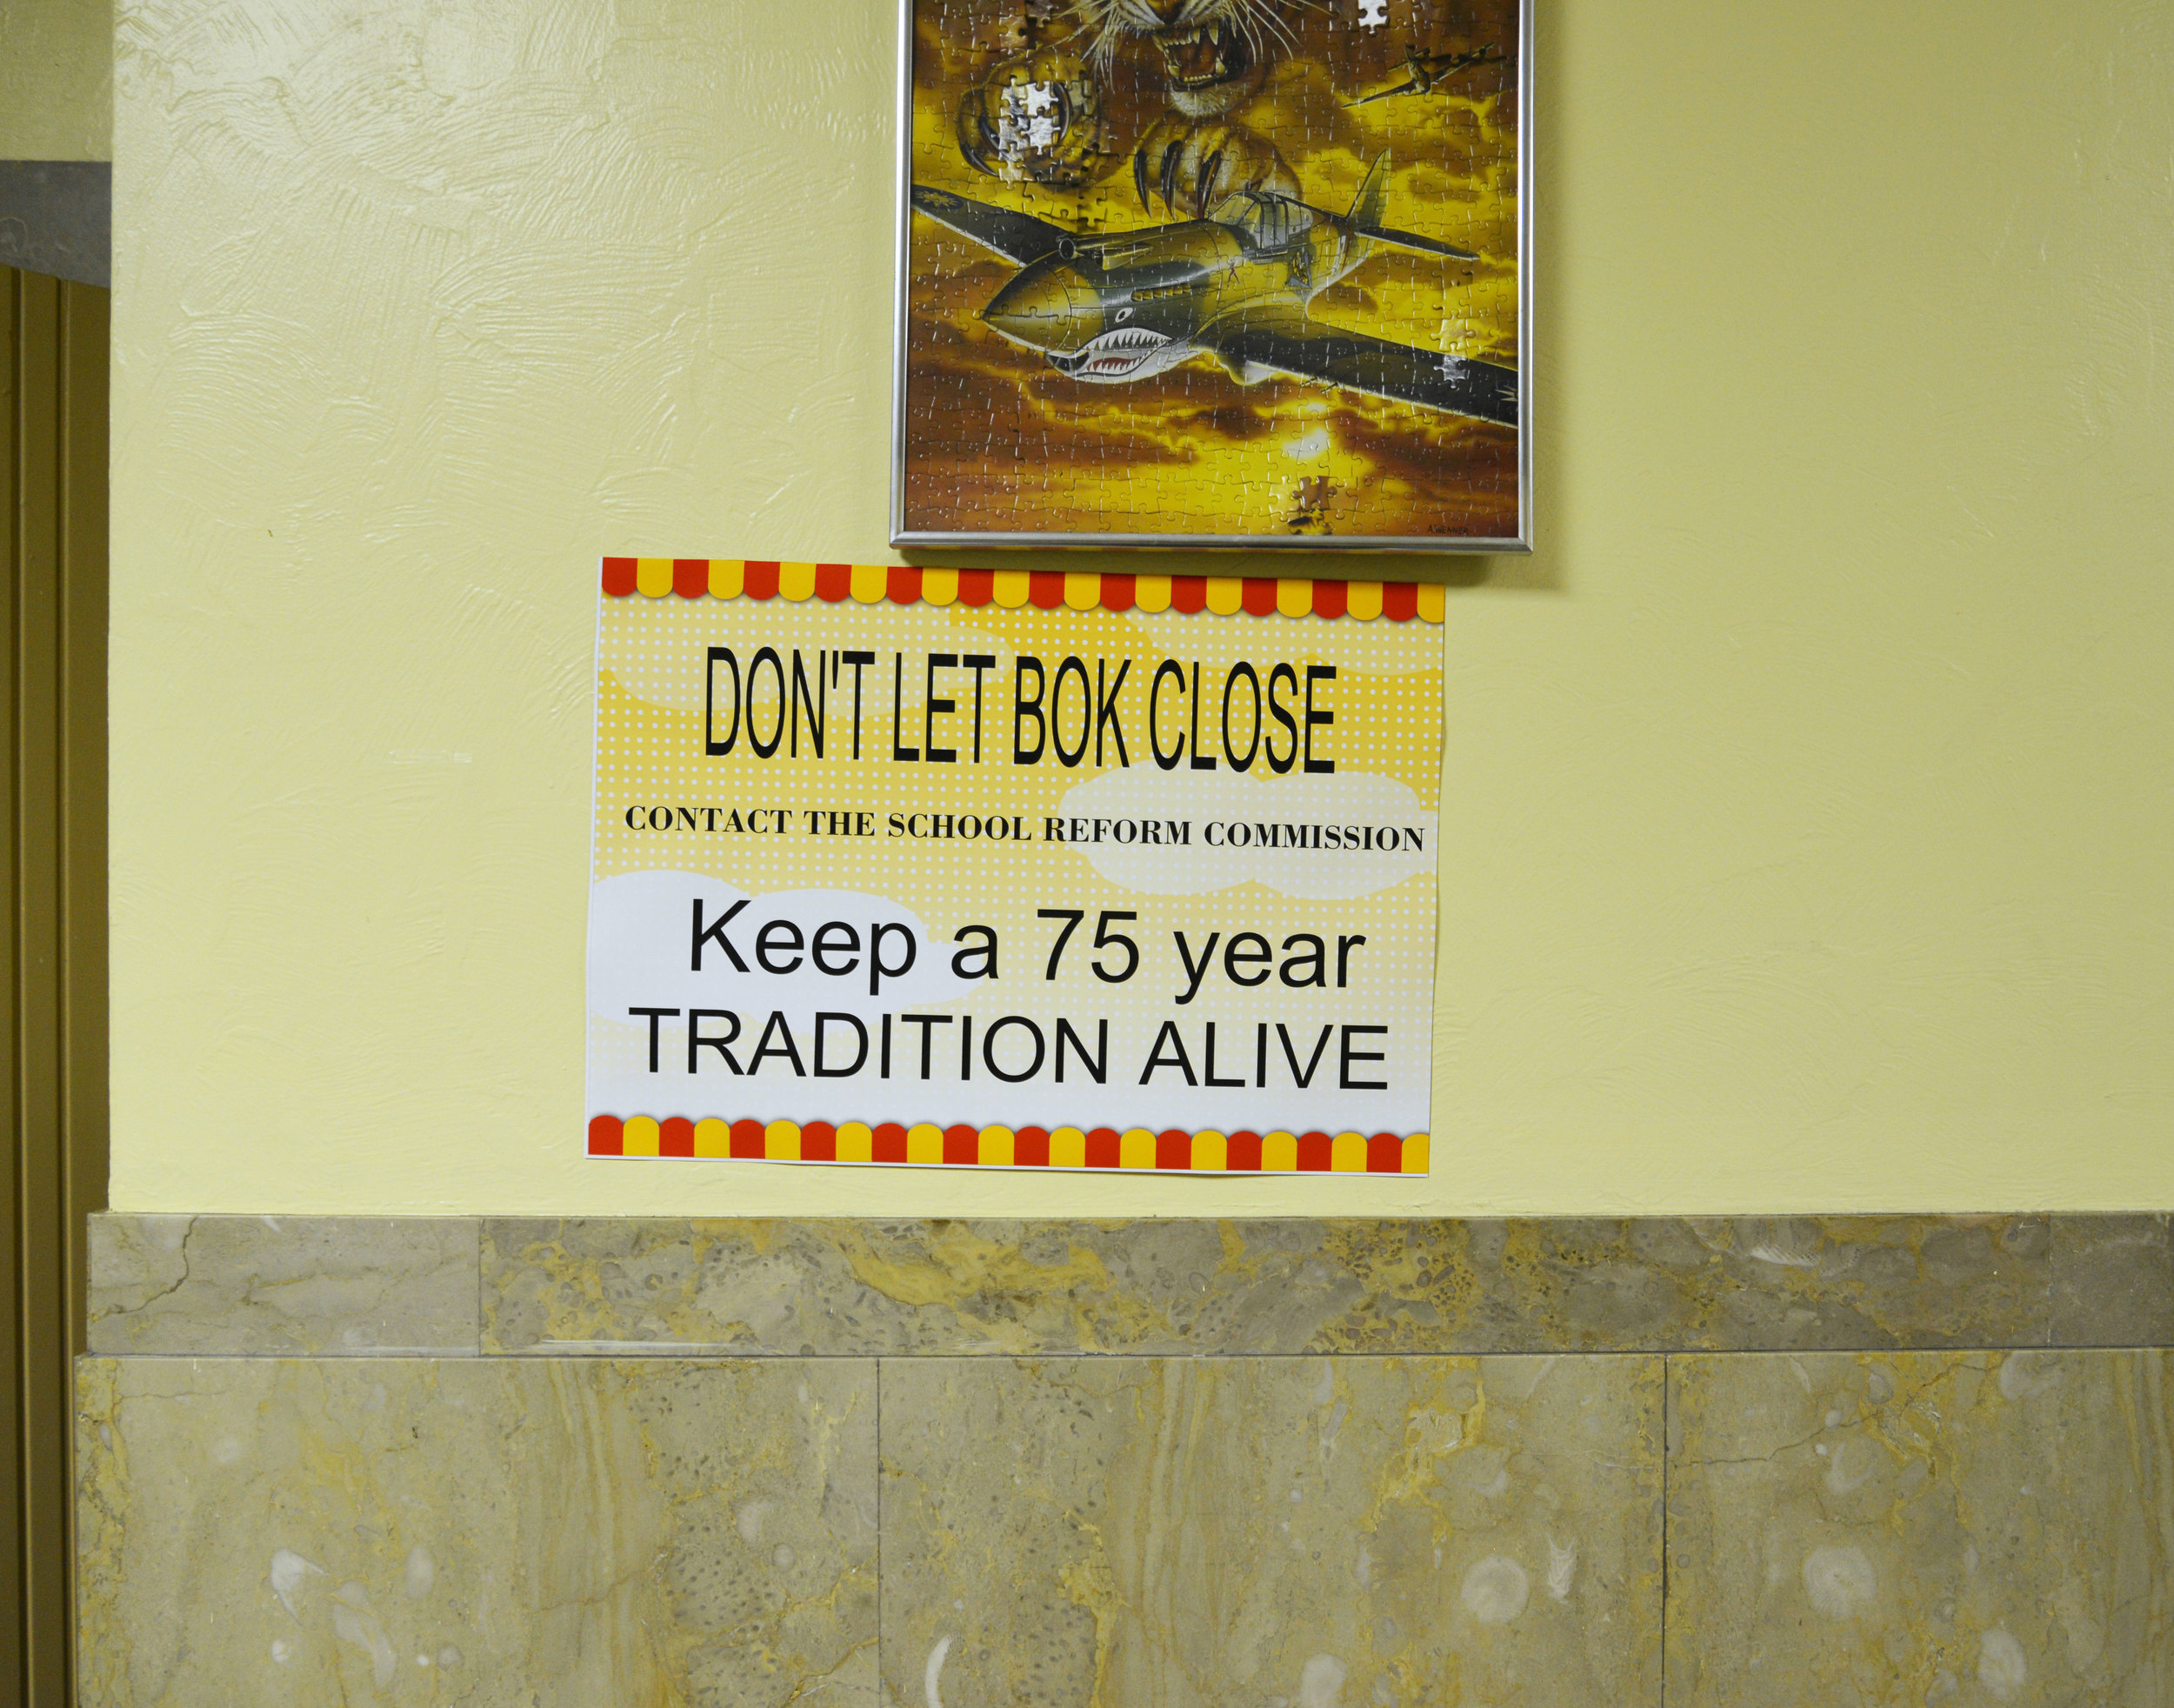 DON'T LET BOK CLOSE
CONTACT THE SCHOOL REFORM COMMISSION
Keep a 75 year
TRADITION ALIVE